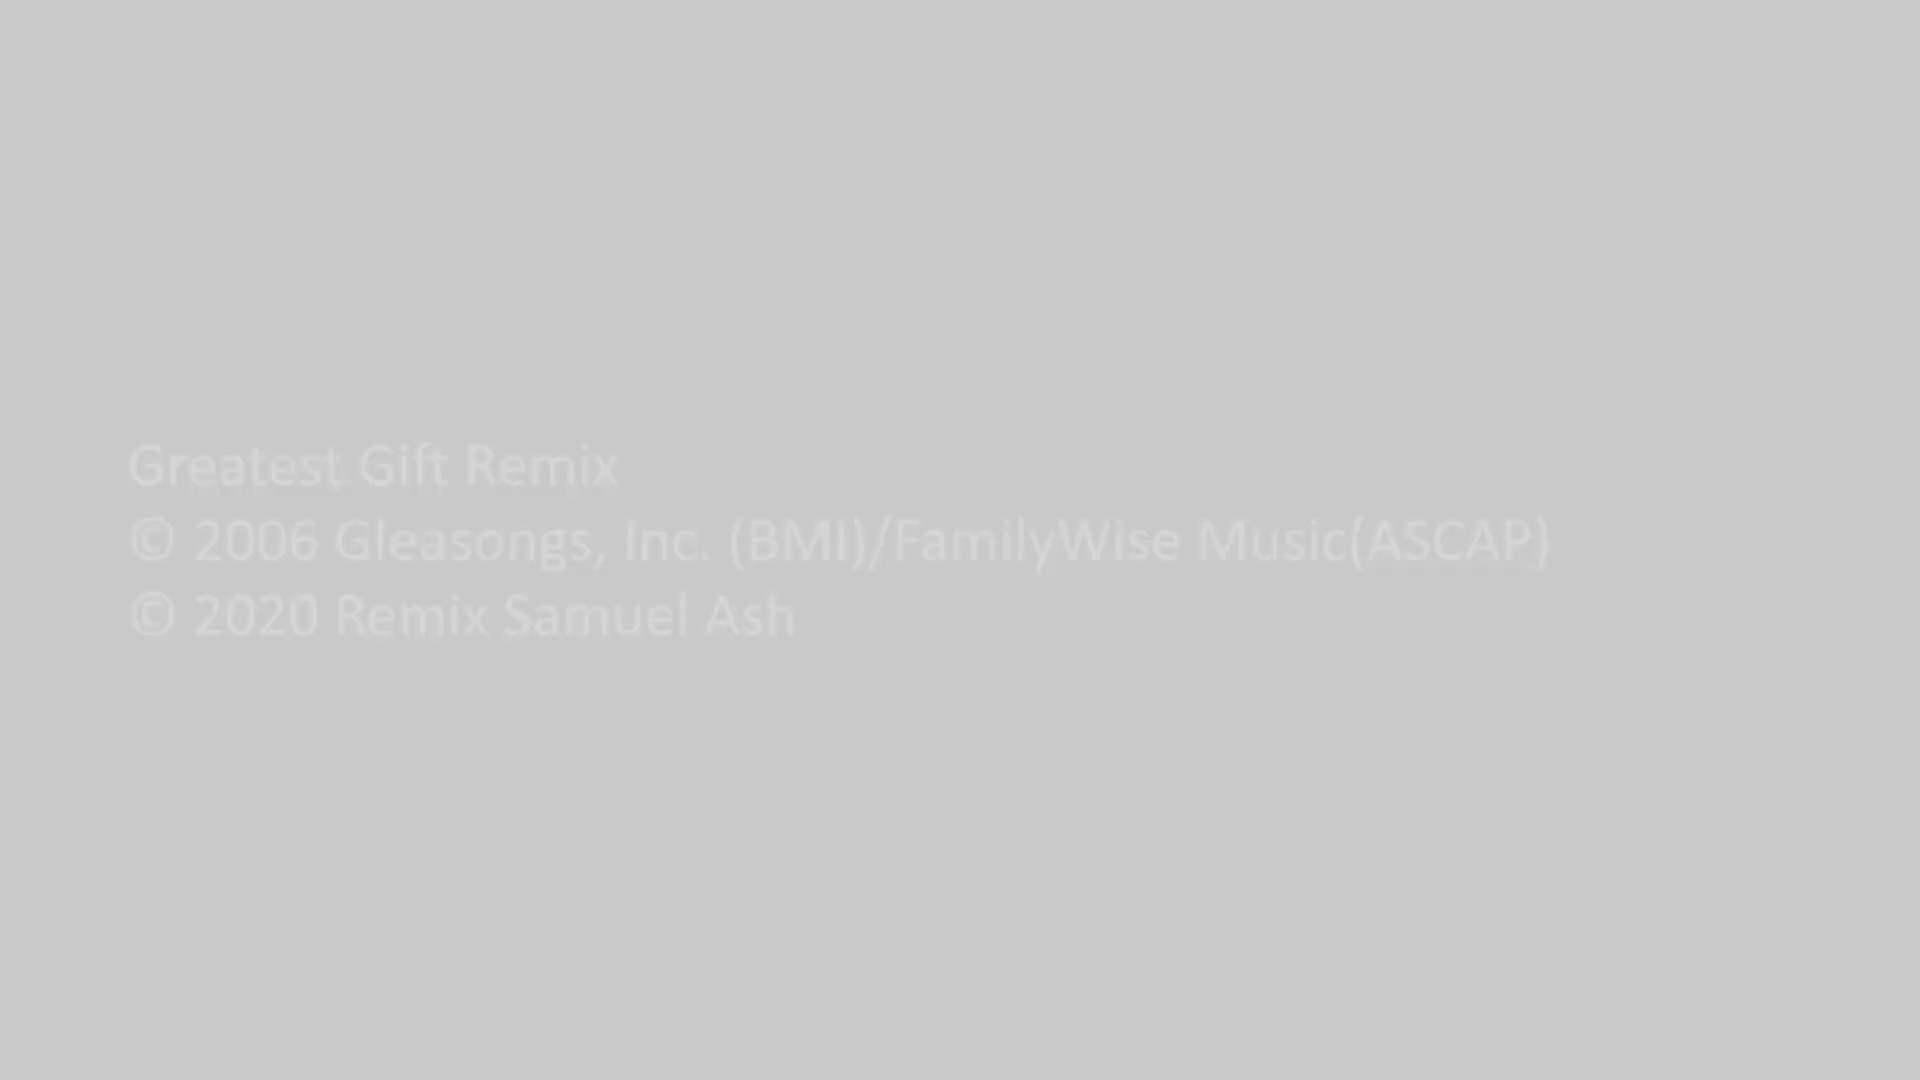 Greatest Gift Remix
© 2006 Gleasongs, Inc. (BMI)/FamilyWise Music(ASCAP)
© 2020 Remix Samuel Ash